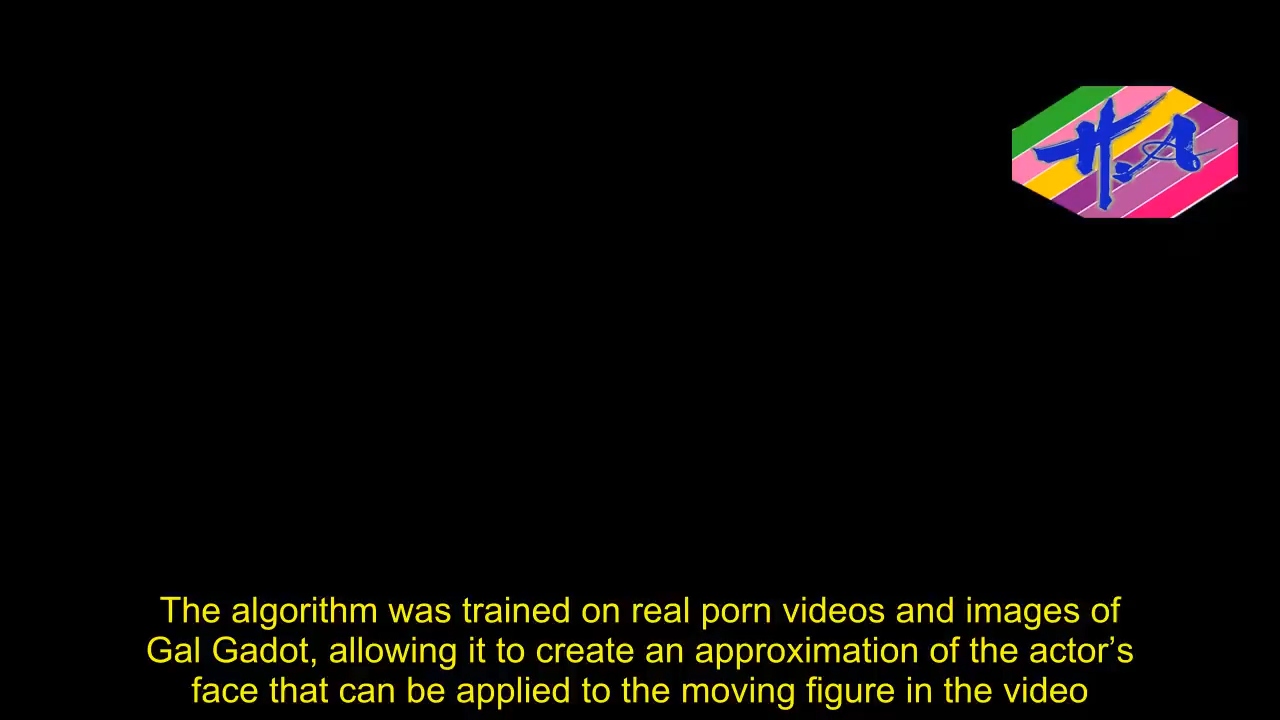 H.A
The algorithm was trained on real porn videos and images of
Gal Gadot, allowing it to create an approximation of the actor’s
face that can be applied to the moving figure in the video